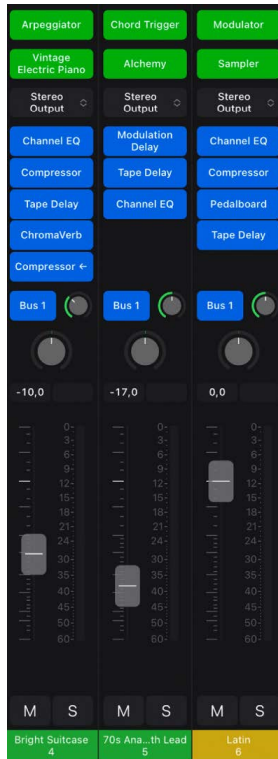 Arpeggiator
Chord Trigger
Modulator
Vintage
Electric Piano
Alchemy
Sampler
Stereo
Output
Stereo
Output
Stereo
Output
Channel EQ
Modulation
Delay
Channel EQ
Compressor
Tape Delay
Compressor
Tape Delay
Channel EQ
Pedalboard
ChromaVerb
Tape Delay
Compressor ←
Bus 1
Bus 1
Bus 1
-10,0
-17,0
0,0
0-
0-
0-
3-
3-
3-
6-
6-
6-
9-
9-
9-
12-
12-
12-
15-
15-
15-
18-
18-
18-
21-
21-
21-
24-
24-
24-
30-
30-
30-
35-
35-
35-
40-
40-
40-
45-
45-
45-
50-
50-
50-
60-
60-
60-
M S
M S
M S
Bright Suitcase
4
70s Ana...th Lead
5
Latin
6